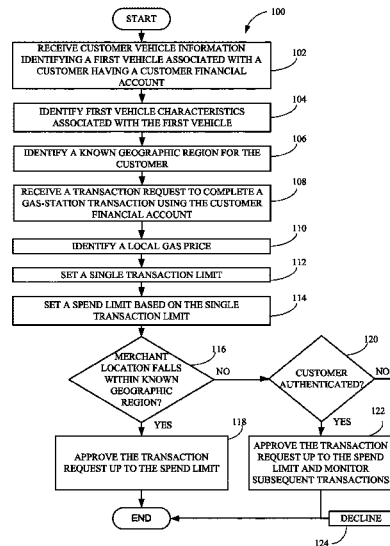 START
100
RECEIVE CUSTOMER VEHICLE INFORMATION
IDENTIFYING A FIRST VEHICLE ASSOCIATED WITH A
CUSTOMER HAVING A CUSTOMER FINANCIAL
ACCOUNT
102
IDENTIFY FIRST VEHICLE CHARACTERISTICS
ASSOCIATED WITH THE FIRST VEHICLE
104
IDENTIFY A KNOWN GEOGRAPHIC REGION FOR THE
CUSTOMER
106
RECEIVE A TRANSACTION REQUEST TO COMPLETE A
GAS-STATION TRANSACTION USING THE CUSTOMER
FINANCIAL ACCOUNT
108
IDENTIFY A LOCAL GAS PRICE
110
SET A SINGLE TRANSACTION LIMIT
112
SET A SPEND LIMIT BASED ON THE SINGLE
TRANSACTION LIMIT
114
MERCHANT
LOCATION FALLS
WITHIN KNOWN
GEOGRAPHIC
REGION?
116
NO
CUSTOMER
AUTHENTICATED?
120
NO
YES
118
YES
122
APPROVE THE TRANSACTION
REQUEST UP TO THE SPEND LIMIT
APPROVE THE TRANSACTION
REQUEST UP TO THE SPEND
LIMIT AND MONITOR
SUBSEQUENT TRANSACTIONS
END
DECLINE
124